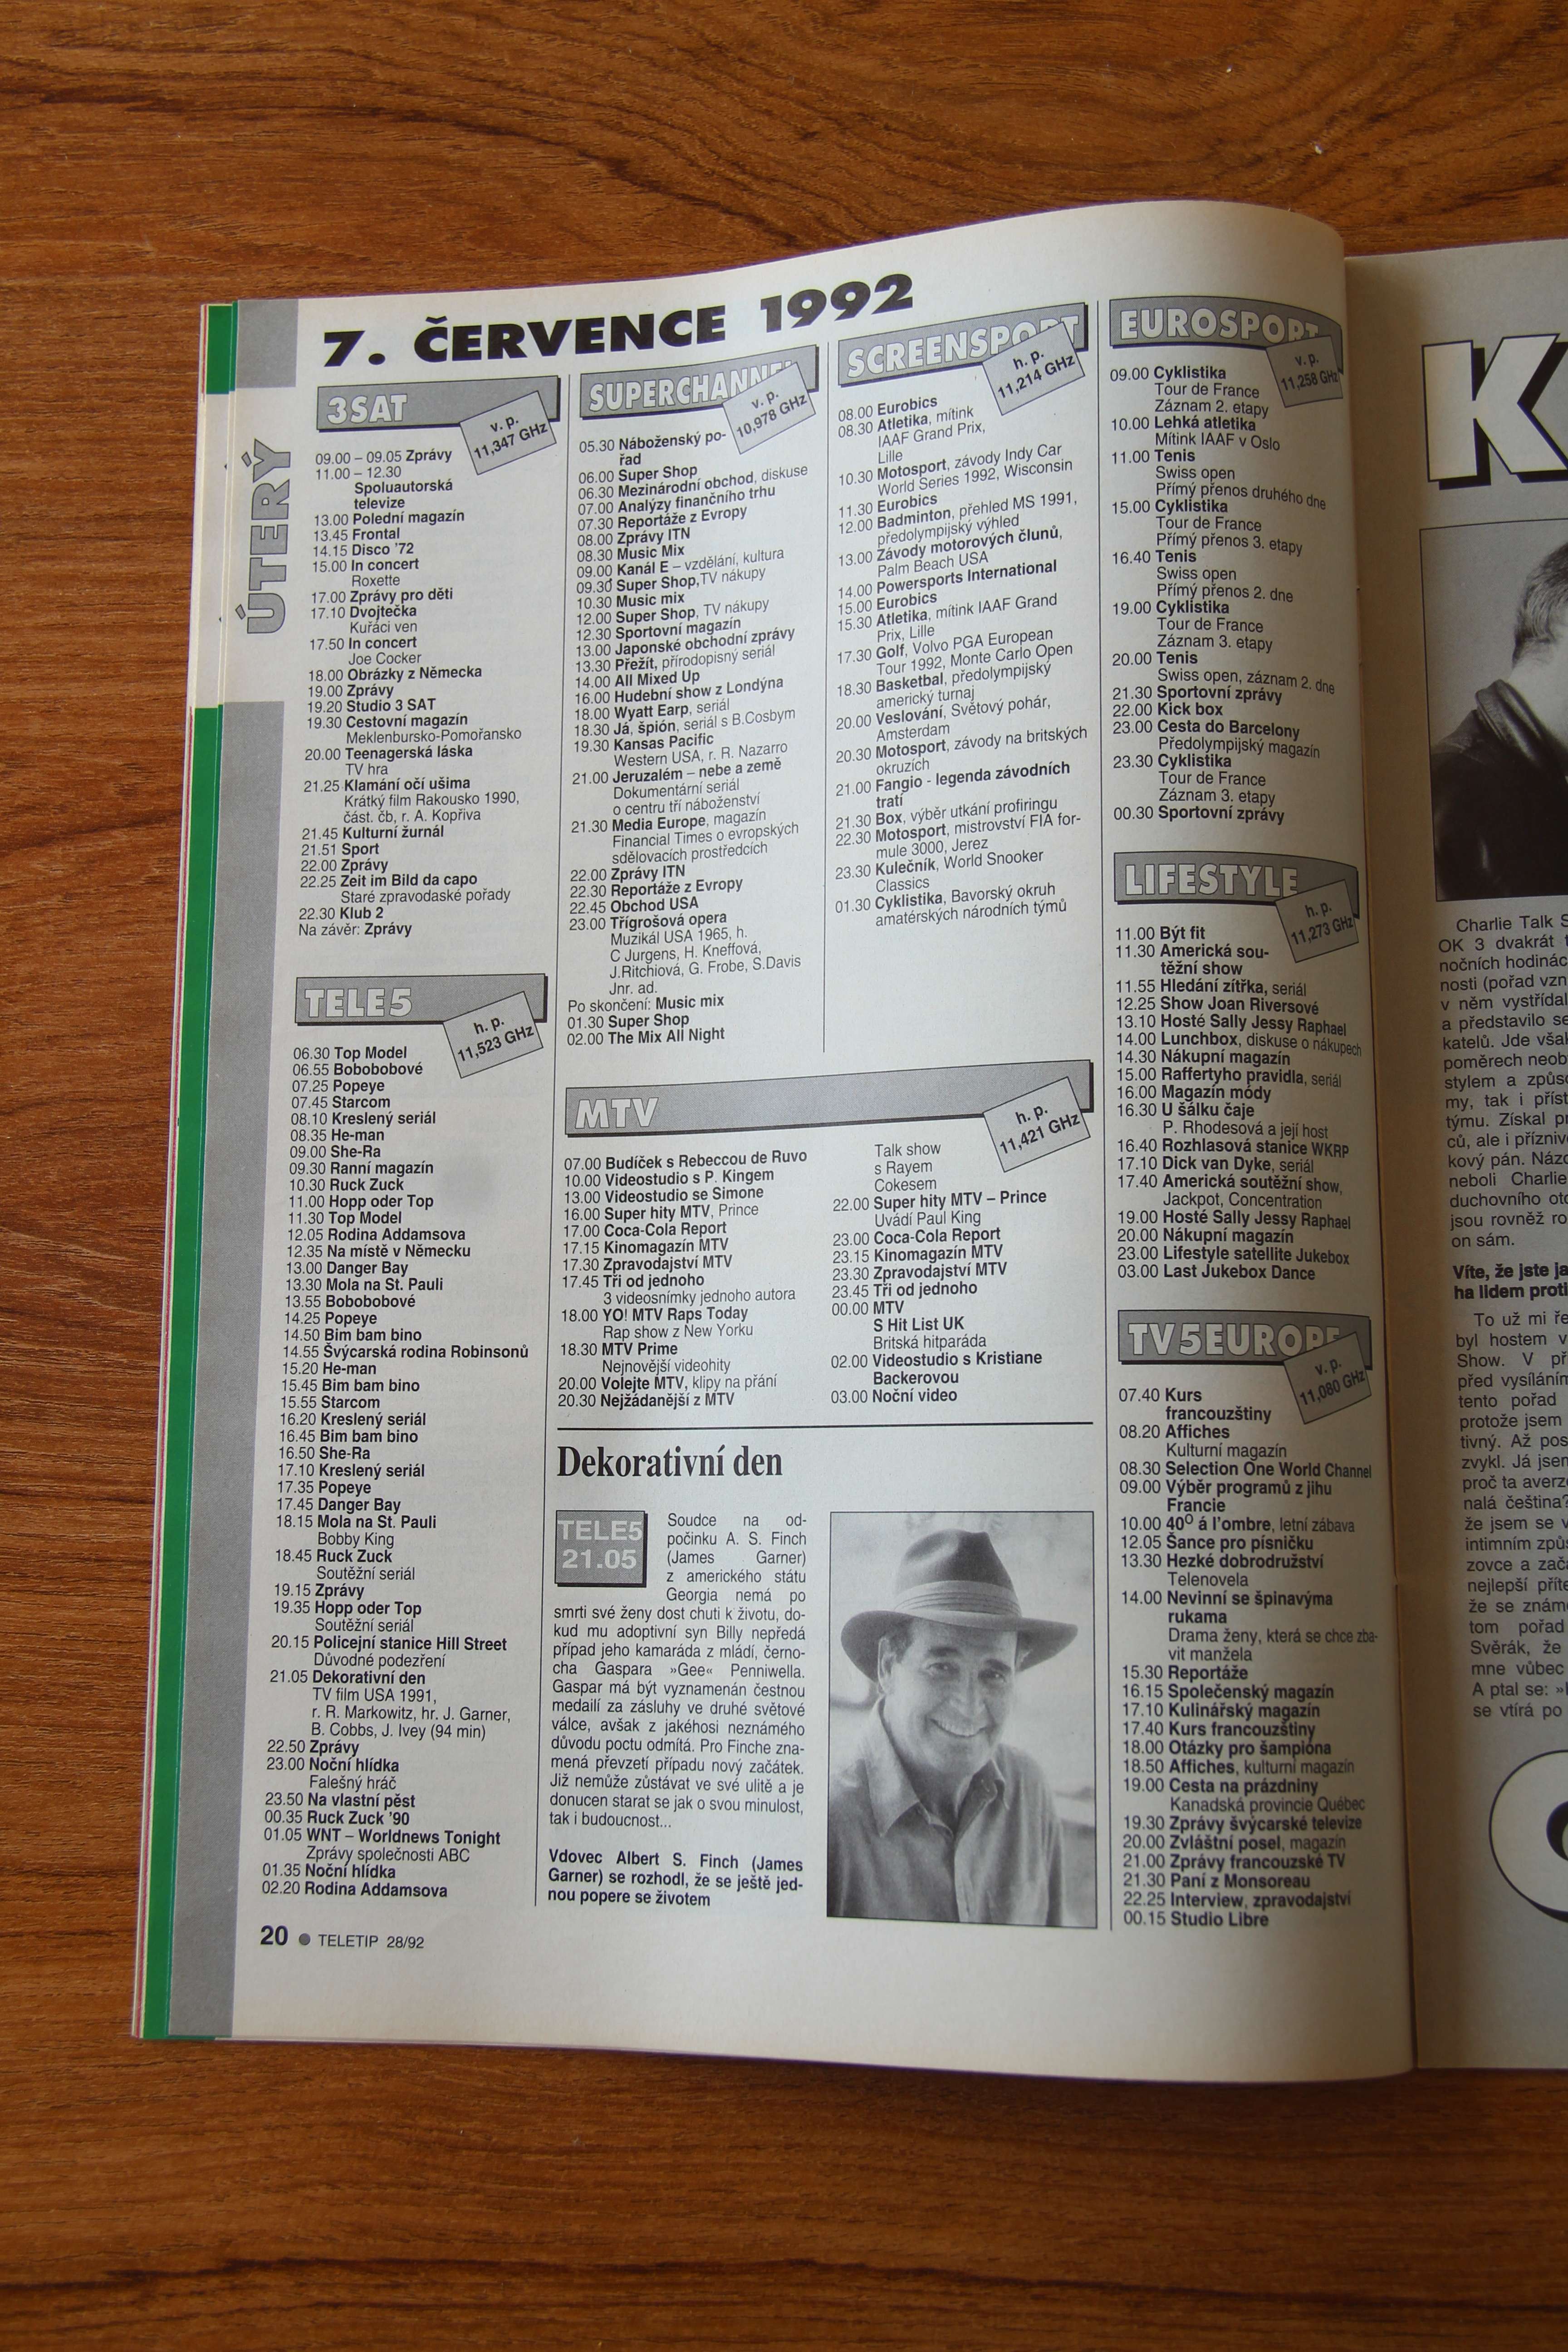 7. ČERVENCE 1992
ÚTERÝ
3SAT
v. p.
11,347 GHz
09.00 – 09.05 Zprávy
11.00 – 12.30
Spoluautorská
televize
13.00 Polední magazín
13.45 Frontal
14.15 Disco '72
15.00 In concert
Roxette
17.00 Zprávy pro děti
17.10 Dvojtečka
Kuřáci ven
17.50 In concert
Joe Cocker
18.00 Obrázky z Německa
19.00 Zprávy
19.20 Studio 3 SAT
19.30 Cestovní magazín
Meklenbursko-Pomořansko
20.00 Teenagerská láska
TV hra
21.25 Klamání očí ušima
Krátký film Rakousko 1990,
část. čb, r. A. Kopřiva
21.45 Kulturní žurnál
21.51 Sport
22.00 Zprávy
22.25 Zeit im Bild da capo
Staré zpravodaské pořady
22.30 Klub 2
Na závěr: Zprávy
TELE5
h. p.
11,523 GHz
06.30 Top Model
06.55 Bobobobové
07.25 Popeye
07.45 Starcom
08.10 Kreslený seriál
08.35 He-man
09.00 She-Ra
09.30 Ranní magazín
10.30 Ruck Zuck
11.00 Hopp oder Top
11.30 Top Model
12.05 Rodina Addamsova
12.35 Na místě v Německu
13.00 Danger Bay
13.30 Mola na St. Pauli
13.55 Bobobobové
14.25 Popeye
14.50 Bim bam bino
14.55 Švýcarská rodina Robinsonů
15.20 He-man
15.45 Bim bam bino
15.55 Starcom
16.20 Kreslený seriál
16.45 Bim bam bino
16.50 She-Ra
17.10 Kreslený seriál
17.35 Popeye
17.45 Danger Bay
18.15 Mola na St. Pauli
Bobby King
18.45 Ruck Zuck
Soutěžní seriál
19.15 Zprávy
19.35 Hopp oder Top
Soutěžní seriál
20.15 Policejní stanice Hill Street
Důvodné podezření
21.05 Dekorativní den
TV film USA 1991,
r. R. Markowitz, hr. J. Garner,
B. Cobbs, J. Ivey (94 min)
22.50 Zprávy
23.00 Noční hlídka
Falešný hráč
23.50 Na vlastní pěst
00.35 Ruck Zuck '90
01.05 WNT – Worldnews Tonight
Zprávy společnosti ABC
01.35 Noční hlídka
02.20 Rodina Addamsova
SUPERCHANNEL
v. p.
10,978 GHz
05.30 Náboženský po-
řad
06.00 Super Shop
06.30 Mezinárodní obchod, diskuse
07.00 Analýzy finančního trhu
07.30 Reportáže z Evropy
08.00 Zprávy ITN
08.30 Music Mix
09.00 Kanál E – vzdělání, kultura
09.30 Super Shop, TV nákupy
10.30 Music mix
12.00 Super Shop, TV nákupy
12.30 Sportovní magazín
13.00 Japonské obchodní zprávy
13.30 Přežít, přírodopisný seriál
14.00 All Mixed Up
16.00 Hudební show z Londýna
18.00 Wyatt Earp, seriál
18.30 Já, špión, seriál s B.Cosbym
19.30 Kansas Pacific
Western USA, r. R. Nazarro
21.00 Jeruzalém – nebe a země
Dokumentární seriál
o centru tří náboženství
21.30 Media Europe, magazín
Financial Times o evropských
sdělovacích prostředcích
22.00 Zprávy ITN
22.30 Reportáže z Evropy
22.45 Obchod USA
23.00 Třígrošová opera
Muzikál USA 1965, h.
C Jurgens, H. Kneffová,
J.Ritchiová, G. Frobe, S.Davis
Jnr. ad.
Po skončení: Music mix
01.30 Super Shop
02.00 The Mix All Night
SCREENSPORT
h. p.
11,214 GHz
08.00 Eurobics
08.30 Atletika, mítink
IAAF Grand Prix,
Lille
10.30 Motosport, závody Indy Car
World Series 1992, Wisconsin
11.30 Eurobics
12.00 Badminton, přehled MS 1991,
předolympijský výhled
13.00 Závody motorových člunů,
Palm Beach USA
14.00 Powersports International
15.00 Eurobics
15.30 Atletika, mítink IAAF Grand
Prix, Lille
17.30 Golf, Volvo PGA European
Tour 1992, Monte Carlo Open
18.30 Basketbal, předolympijský
americký turnaj
20.00 Veslování, Světový pohár,
Amsterdam
20.30 Motosport, závody na britských
okruzích
21.00 Fangio - legenda závodních
tratí
21.30 Box, výběr utkání profiringu
22.30 Motosport, mistrovství FIA for-
mule 3000, Jerez
23.30 Kulečník, World Snooker
Classics
01.30 Cyklistika, Bavorský okruh
amatérských národních týmů
MTV
h. p.
11,421 GHz
07.00 Budíček s Rebeccou de Ruvo
10.00 Videostudio s P. Kingem
13.00 Videostudio se Simone
16.00 Super hity MTV, Prince
17.00 Coca-Cola Report
17.15 Kinomagazín MTV
17.30 Zpravodajství MTV
17.45 Tři od jednoho
3 videosnímky jednoho autora
18.00 YO! MTV Raps Today
Rap show z New Yorku
18.30 MTV Prime
Nejnovější videohity
20.00 Volejte MTV, klipy na přání
20.30 Nejžádanější z MTV
Talk show
s Rayem
Cokesem
22.00 Super hity MTV – Prince
Uvádí Paul King
23.00 Coca-Cola Report
23.15 Kinomagazín MTV
23.30 Zpravodajství MTV
23.45 Tři od jednoho
00.00 MTV
S Hit List UK
Britská hitparáda
02.00 Videostudio s Kristiane
Backerovou
03.00 Noční video
Dekorativní den
TELE5
21.05
Soudce na od-
počinku A. S. Finch
(James Garner)
z amerického státu
Georgia nemá po
smrti své ženy dost chuti k životu, do-
kud mu adoptivní syn Billy nepředá
případ jeho kamaráda z mládí, černo-
cha Gaspara »Gee« Penniwella.
Gaspar má být vyznamenán čestnou
medailí za zásluhy ve druhé světové
válce, avšak z jakéhosi neznámého
důvodu poctu odmítá. Pro Finche zna-
mená převzetí případu nový začátek.
Již nemůže zůstávat ve své ulitě a je
donucen starat se jak o svou minulost,
tak i budoucnost...
Vdovec Albert S. Finch (James
Garner) se rozhodl, že se ještě jed-
nou popere se životem
EUROSPORT
v. p.
11,258 GHz
09.00 Cyklistika
Tour de France
Záznam 2. etapy
10.00 Lehká atletika
Mítink IAAF v Oslo
11.00 Tenis
Swiss open
Přímý přenos druhého dne
15.00 Cyklistika
Tour de France
Přímý přenos 3. etapy
16.40 Tenis
Swiss open
Přímý přenos 2. dne
19.00 Cyklistika
Tour de France
Záznam 3. etapy
20.00 Tenis
Swiss open, záznam 2. dne
21.30 Sportovní zprávy
22.00 Kick box
23.00 Cesta do Barcelony
Předolympijský magazín
23.30 Cyklistika
Tour de France
Záznam 3. etapy
00.30 Sportovní zprávy
LIFESTYLE
h. p.
11,273 GHz
11.00 Být fit
11.30 Americká sou-
těžní show
11.55 Hledání zítřka, seriál
12.25 Show Joan Riversové
13.10 Hosté Sally Jessy Raphael
14.00 Lunchbox, diskuse o nákupech
14.30 Nákupní magazín
15.00 Raffertyho pravidla, seriál
16.00 Magazín módy
16.30 U šálku čaje
P. Rhodesová a její host
16.40 Rozhlasová stanice WKRP
17.10 Dick van Dyke, seriál
17.40 Americká soutěžní show,
Jackpot, Concentration
19.00 Hosté Sally Jessy Raphael
20.00 Nákupní magazín
23.00 Lifestyle satellite Jukebox
03.00 Last Jukebox Dance
TV5EUROPE
v. p.
11,080 GHz
07.40 Kurs
francouzštiny
08.20 Affiches
Kulturní magazín
08.30 Selection One World Channel
09.00 Výběr programů z jihu
Francie
10.00 40° á l'ombre, letní zábava
12.05 Šance pro písničku
13.30 Hezké dobrodružství
Telenovela
14.00 Nevinní se špinavýma
rukama
Drama ženy, která se chce zba-
vit manžela
15.30 Reportáže
16.15 Společenský magazín
17.10 Kulinářský magazín
17.40 Kurs francouzštiny
18.00 Otázky pro šampióna
18.50 Affiches, kulturní magazín
19.00 Cesta na prázdniny
Kanadská provincie Québec
19.30 Zprávy švýcarské televize
20.00 Zvláštní posel, magazín
21.00 Zprávy francouzské TV
21.30 Paní z Monsoreau
22.25 Interview, zpravodajství
00.15 Studio Libre
20 ● TELETIP 28/92
K
Charlie Talk S
OK 3 dvakrát t
nočních hodinác
nosti (pořad vzn
v něm vystřídal
a představilo se
katelů. Jde však
poměrech neob
stylem a způs
my, tak i příst
týmu. Získal pr
ců, ale i přízniv
kový pán. Názo
neboli Charlie
duchovního oto
jsou rovněž ro
on sám.
Víte, že jste ja
ha lidem proti
To už mi ře
byl hostem v
Show. V př
před vysíláním
tento pořad
protože jsem
tivný. Až pos
zvykl. Já jsem
proč ta averze
nalá čeština?
že jsem se v
intimním způs
zovce a zača
nejlepší příte
že se známe
tom pořad
Svěrák, že
mne vůbec
A ptal se: »
se vtírá po